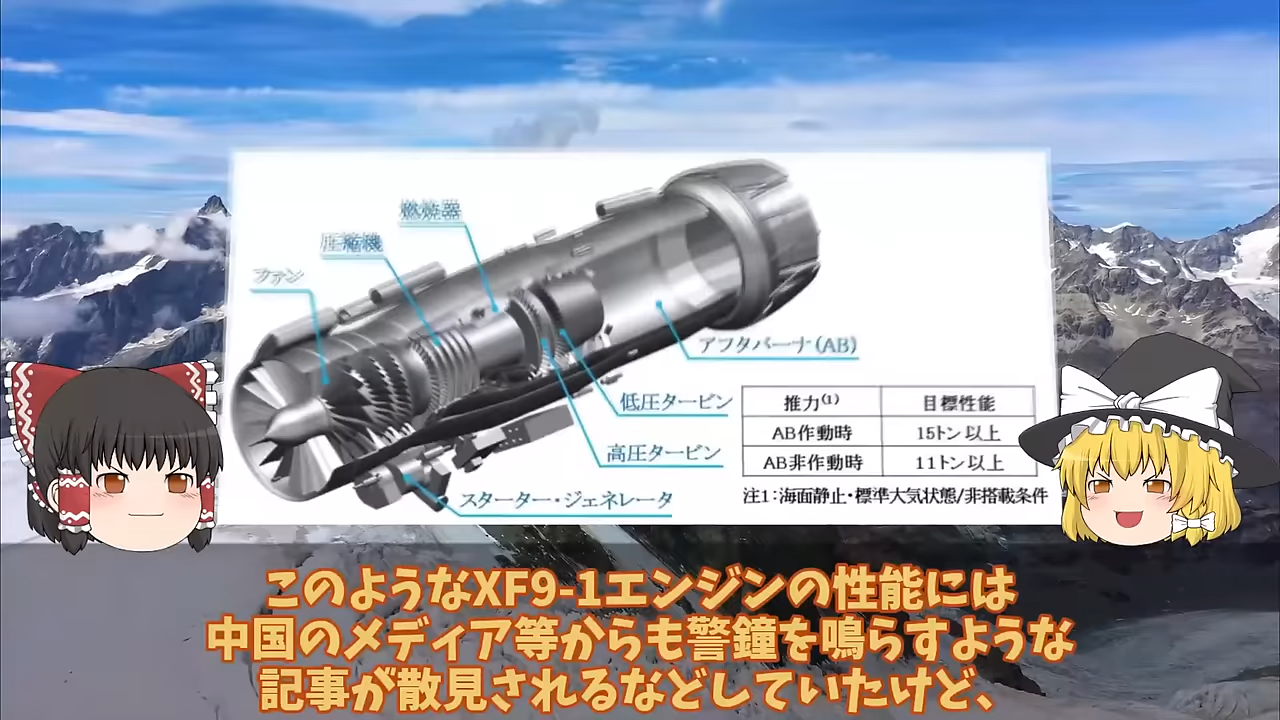 燃焼器
圧縮機
ファン
アフタバーナ(AB)
低圧タービン
高圧タービン
スターター・ジェネレータ
推力(1) 目標性能
AB作動時 15トン以上
AB非作動時 11トン以上
注1:海面静止・標準大気状態/非搭載条件
このようなXF9-1エンジンの性能には
中国のメディア等からも警鐘を鳴らすような
記事が散見されるなどしていたけど、